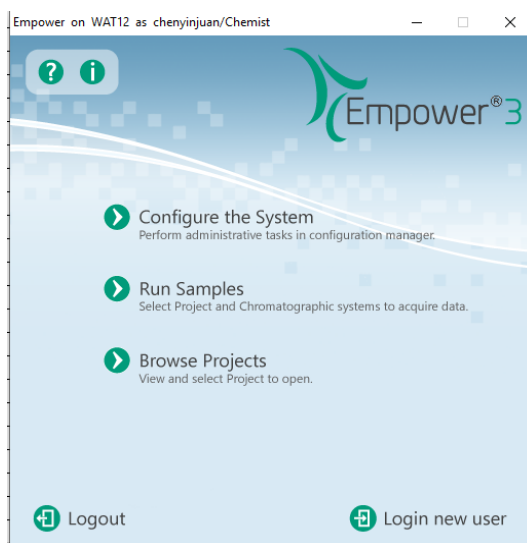 Empower on WAT12 as chenyinjuan/Chemist
? i
Empower®3
Configure the System
Perform administrative tasks in configuration manager.
Run Samples
Select Project and Chromatographic systems to acquire data.
Browse Projects
View and select Project to open.
Logout
Login new user